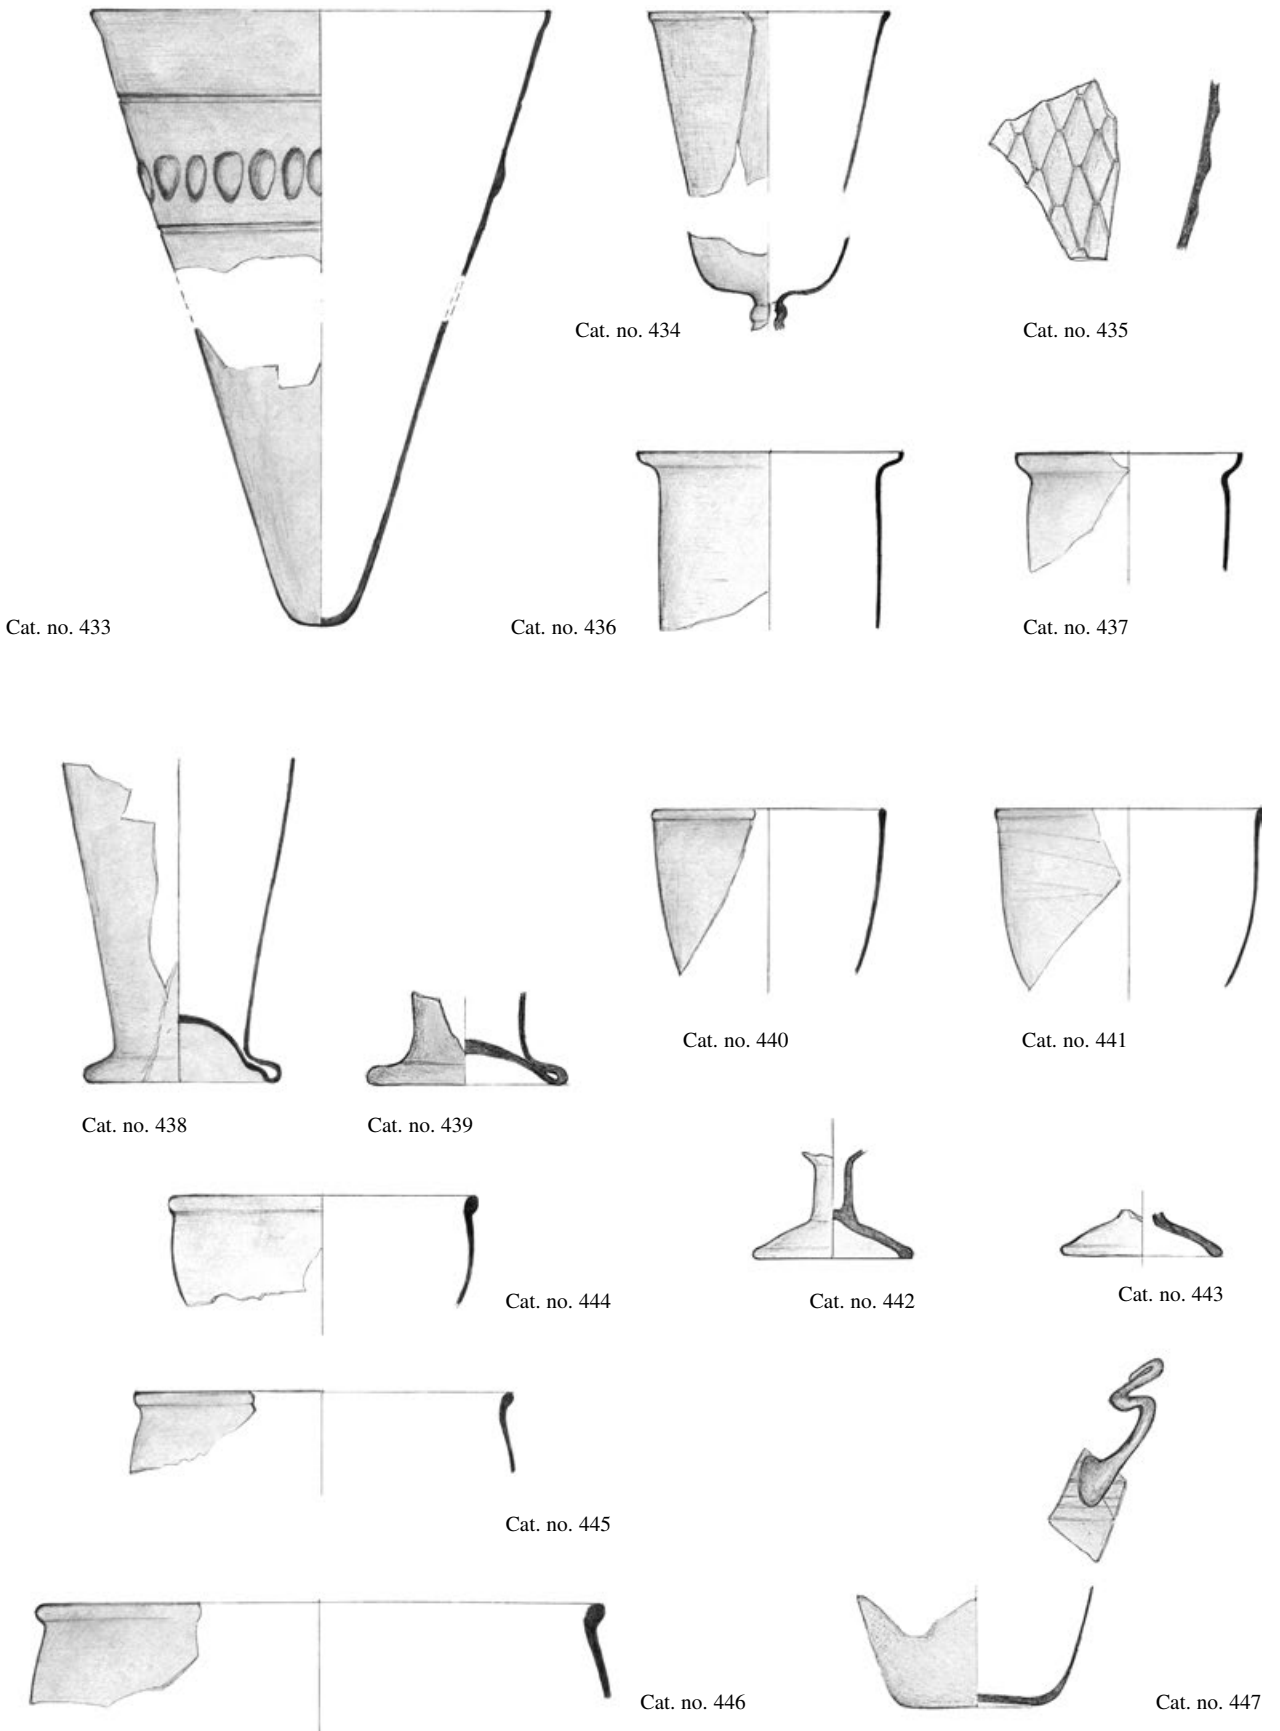 Cat. no. 434
Cat. no. 435
Cat. no. 433
Cat. no. 436
Cat. no. 437
Cat. no. 440
Cat. no. 441
Cat. no. 438
Cat. no. 439
Cat. no. 444
Cat. no. 442
Cat. no. 443
Cat. no. 445
Cat. no. 446
Cat. no. 447